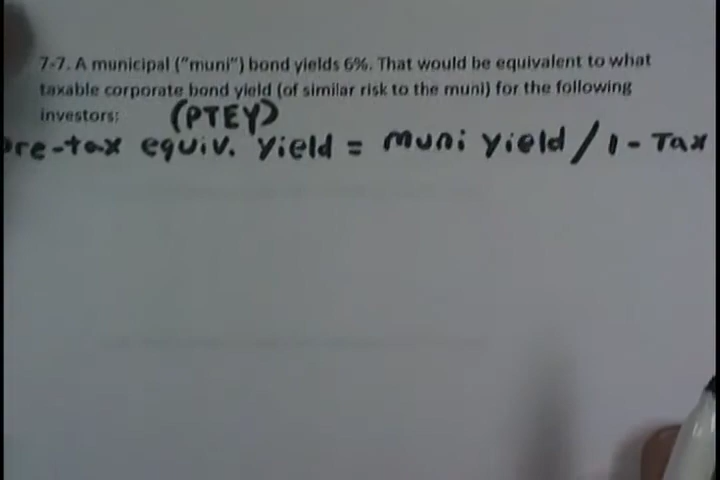 7-7. A municipal ("muni") bond yields 6%. That would be equivalent to what
taxable corporate bond yield (of similar risk to the muni) for the following
investors: (PTEY)
pre-tax equiv. yield = muni yield / 1 - Tax